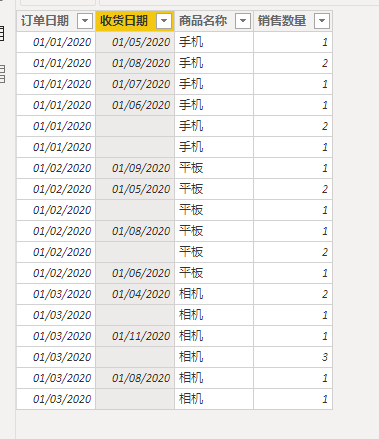 订单日期 收货日期 商品名称 销售数量
01/01/2020 01/05/2020 手机 1
01/01/2020 01/08/2020 手机 2
01/01/2020 01/07/2020 手机 1
01/01/2020 01/06/2020 手机 1
01/01/2020 手机 2
01/01/2020 手机 1
01/02/2020 01/09/2020 平板 1
01/02/2020 01/05/2020 平板 2
01/02/2020 平板 1
01/02/2020 01/08/2020 平板 1
01/02/2020 平板 2
01/02/2020 01/06/2020 平板 1
01/03/2020 01/04/2020 相机 2
01/03/2020 相机 1
01/03/2020 01/11/2020 相机 1
01/03/2020 相机 3
01/03/2020 01/08/2020 相机 1
01/03/2020 相机 1